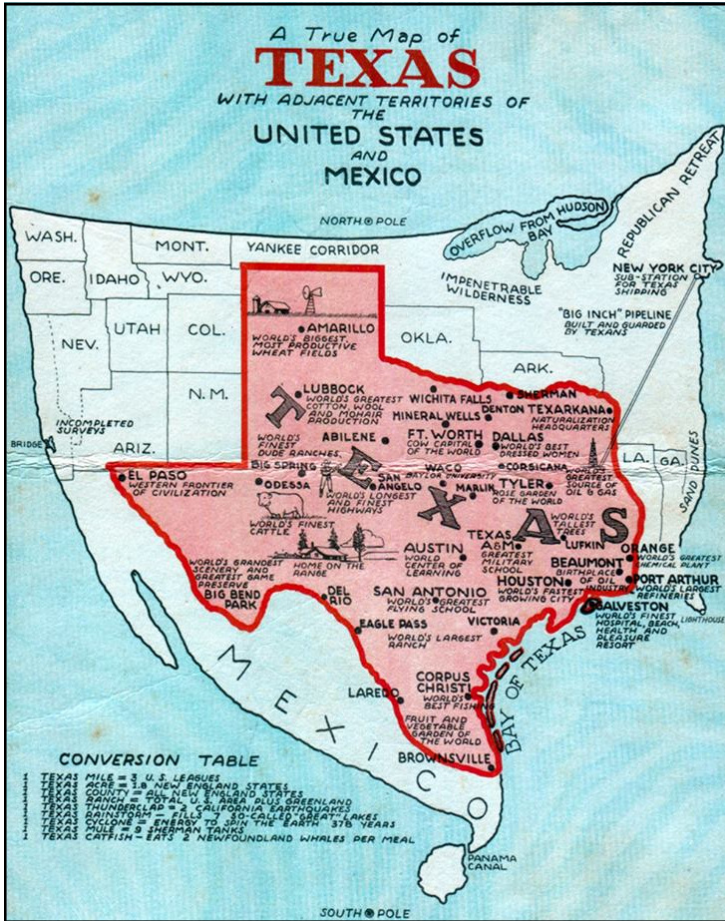 A True Map of
TEXAS
WITH ADJACENT TERRITORIES OF
THE
UNITED STATES
AND
MEXICO
NORTH POLE
WASH.
MONT.
YANKEE CORRIDOR
OVERFLOW FROM HUDSON
BAY
REPUBLICAN RETREAT
ORE.
IDAHO
WYO.
IMPENETRABLE
WILDERNESS
NEW YORK CITY
SUB-STATION
FOR TEXAS
SHIPPING
"BIG INCH" PIPELINE
BUILT AND GUARDED
BY TEXANS
NEV.
UTAH
COL.
AMARILLO
WORLD'S BIGGEST,
MOST PRODUCTIVE
WHEAT FIELDS
OKLA.
ARK.
N.M.
LUBBOCK
WORLD'S GREATEST
COTTON, WOOL
AND MOHAIR
PRODUCTION
WICHITA FALLS
SHERMAN
MINERAL WELLS
DENTON
TEXARKANA
NATURALIZATION
HEADQUARTERS
BRIDGE
INCOMPLETED
SURVEYS
ARIZ.
WORLD'S
FINEST
DUDE RANCHES
ABILENE
FT. WORTH
COW CAPITAL
OF THE WORLD
DALLAS
WORLD'S BEST
DRESSED WOMEN
LA.
GA.
SAND DUNES
EL PASO
WESTERN FRONTIER
OF CIVILIZATION
BIG SPRING
ODESSA
SAN
ANGELO
WORLD'S LONGEST
AND FINEST
HIGHWAYS
WACO
BAYLOR UNIVERSITY
MARLIN
CORSICANA
TYLER
ROSE GARDEN
OF THE WORLD
WORLD'S
GREATEST
SOURCE OF
OIL & GAS
TEXAS
WORLD'S FINEST
CATTLE
WORLD'S
TALLEST
TREES
LUFKIN
HOME ON THE
RANGE
AUSTIN
WORLD
CENTER OF
LEARNING
TEXAS
A&M
GREATEST
MILITARY
SCHOOL
ORANGE
WORLD'S GREATEST
CHEMICAL PLANT
BEAUMONT
BIRTHPLACE
OF OIL
INDUSTRY
WORLD'S GRANDEST
SCENERY AND
GREATEST GAME
PRESERVE
BIG BEND
PARK
DEL
RIO
SAN ANTONIO
WORLD'S GREATEST
FLYING SCHOOL
HOUSTON
WORLD'S FASTEST
GROWING CITY
PORT ARTHUR
WORLD'S LARGEST
REFINERIES
GALVESTON
WORLD'S FINEST
HOSPITAL, BEACH,
HEALTH AND
PLEASURE
RESORT
LIGHTHOUSE
EAGLE PASS
WORLD'S LARGEST
RANCH
VICTORIA
BAY OF TEXAS
MEXICO
LAREDO
CORPUS
CHRISTI
WORLD'S
BEST FISHING
FRUIT AND
VEGETABLE
GARDEN OF
THE WORLD
BROWNSVILLE
CONVERSION TABLE
1 TEXAS MILE = 3 U.S. LEAGUES
1 TEXAS ACRE = 1.8 NEW ENGLAND STATES
1 TEXAS COUNTY = ALL NEW ENGLAND STATES
1 TEXAS RANCH = TOTAL U.S. AREA PLUS GREENLAND
1 TEXAS THUNDERCLAP = 2 CALIFORNIA EARTHQUAKES
1 TEXAS RAINSTORM - FILLS 7 SO-CALLED "GREAT" LAKES
1 TEXAS CYCLONE = ENERGY TO SPIN THE EARTH 376 YEARS
1 TEXAS MULE = 9 SHERMAN TANKS
1 TEXAS CATFISH - EATS 2 NEWFOUNDLAND WHALES PER MEAL
PANAMA
CANAL
SOUTH POLE